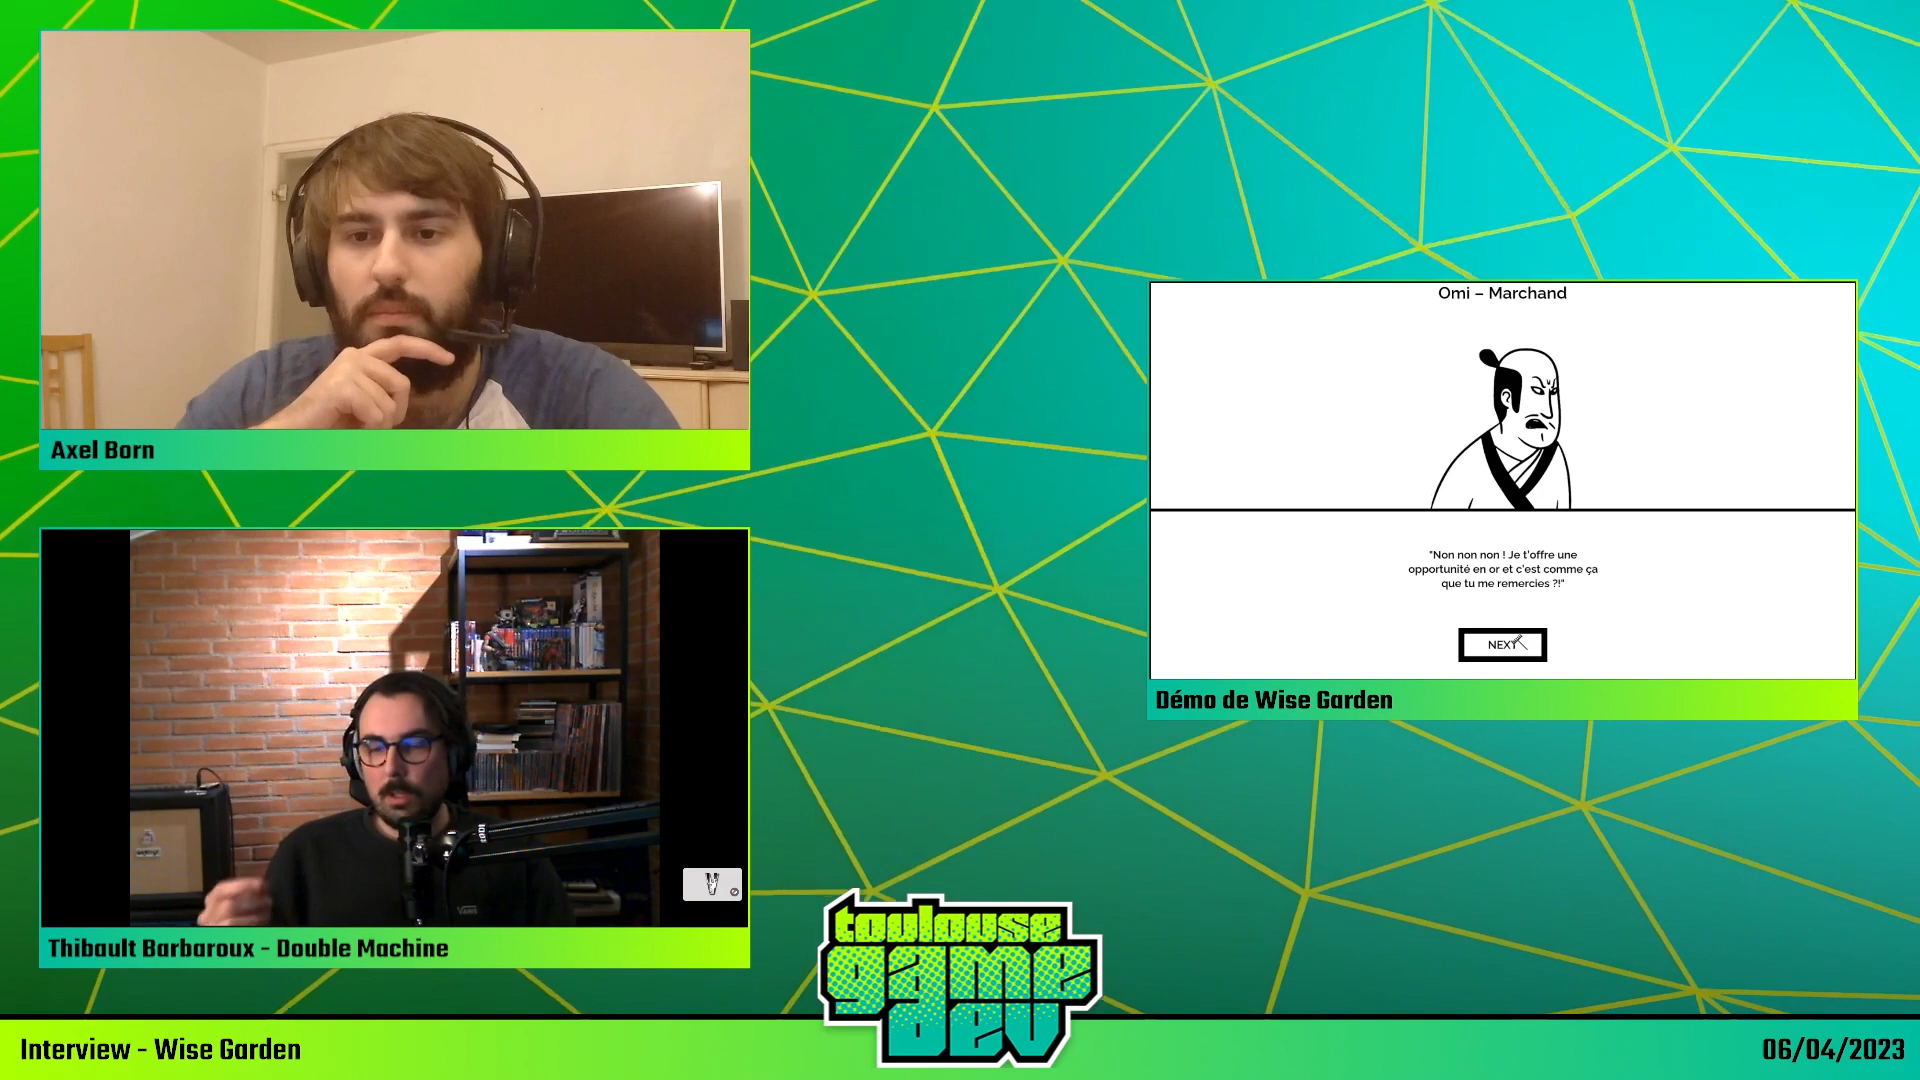 Axel Born
Thibault Barbaroux - Double Machine
VANS
Omi – Marchand
"Non non non ! Je t'offre une
opportunité en or et c'est comme ça
que tu me remercies ?!"
NEXT
Démo de Wise Garden
toulouse
game
dev
Interview - Wise Garden
06/04/2023